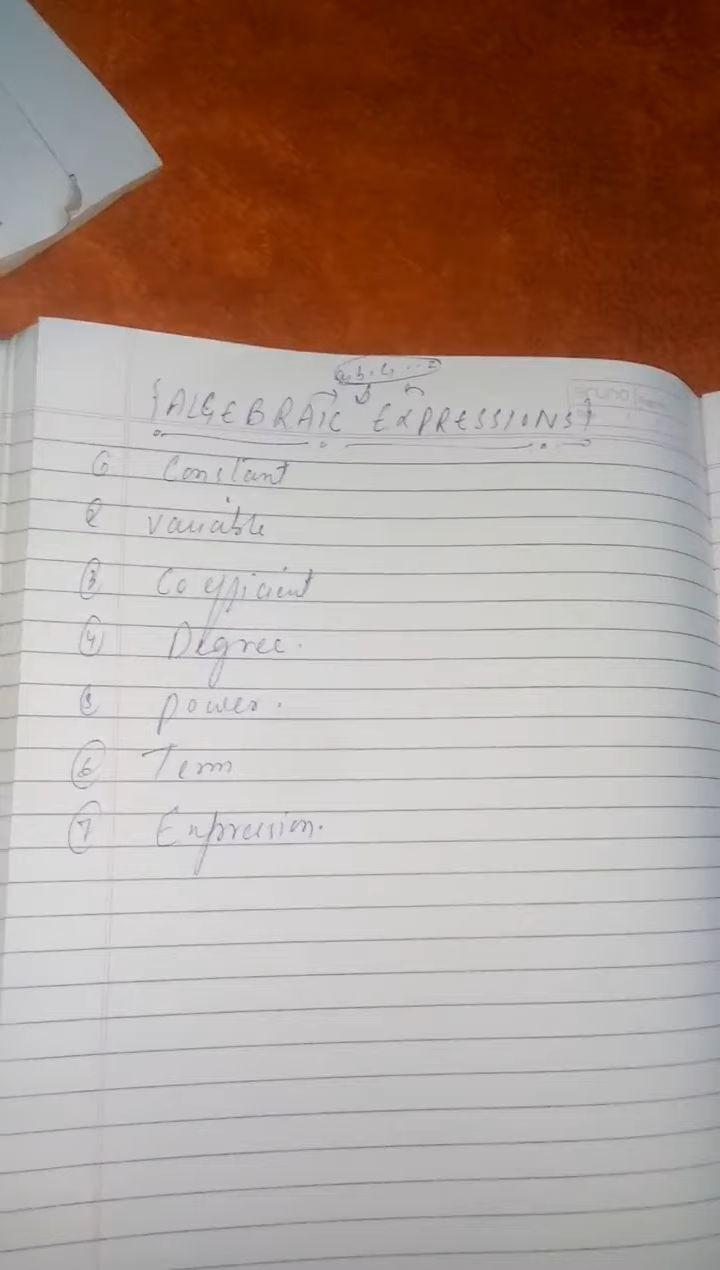 a, b, c, ... z
{ALGEBRAIC EXPRESSIONS}
① Constant
② variable
③ Coefficient
④ Degree.
⑤ power.
⑥ Term
⑦ Expression.